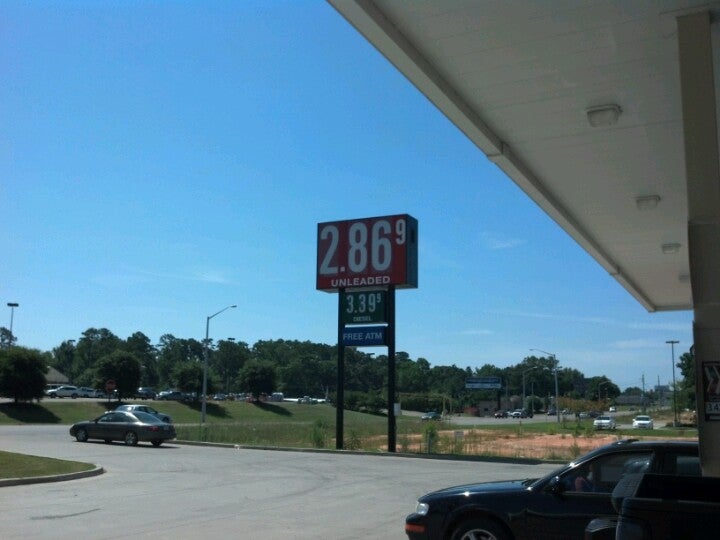 2.86 9
UNLEADED
3.39 9
DIESEL
FREE ATM